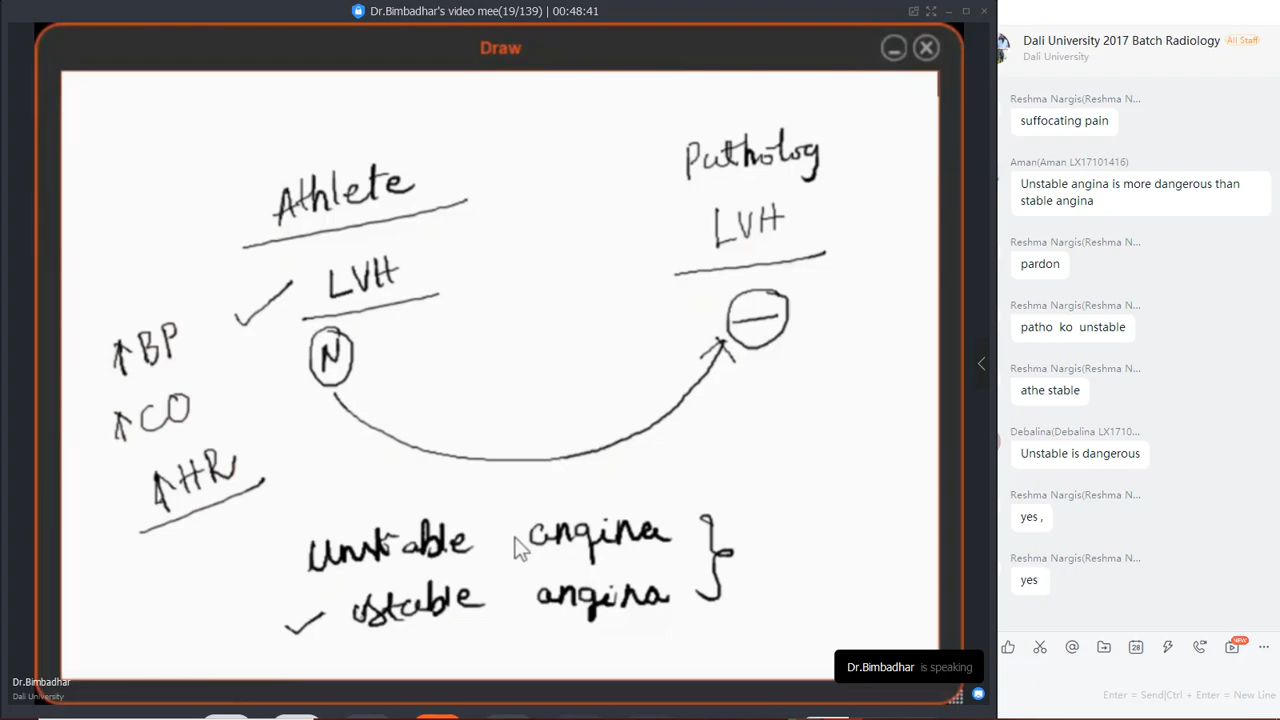 Dr.Bimbadhar's video mee(19/139) | 00:48:41
Draw
Athlete
LVH
N
↑BP
↑CO
↑HR
Patholog
LVH
unstable angina
stable angina
Dr.Bimbadhar is speaking
Dr.Bimbadhar
Dali University
Dali University 2017 Batch Radiology All Staff
Dali University
Reshma Nargis(Reshma N...
suffocating pain
Aman(Aman LX17101416)
Unstable angina is more dangerous than
stable angina
Reshma Nargis(Reshma N...
pardon
Reshma Nargis(Reshma N...
patho ko unstable
Reshma Nargis(Reshma N...
athe stable
Debalina(Debalina LX1710...
Unstable is dangerous
Reshma Nargis(Reshma N...
yes ,
Reshma Nargis(Reshma N...
yes
28
NEW
Enter = Send|Ctrl + Enter = New Line